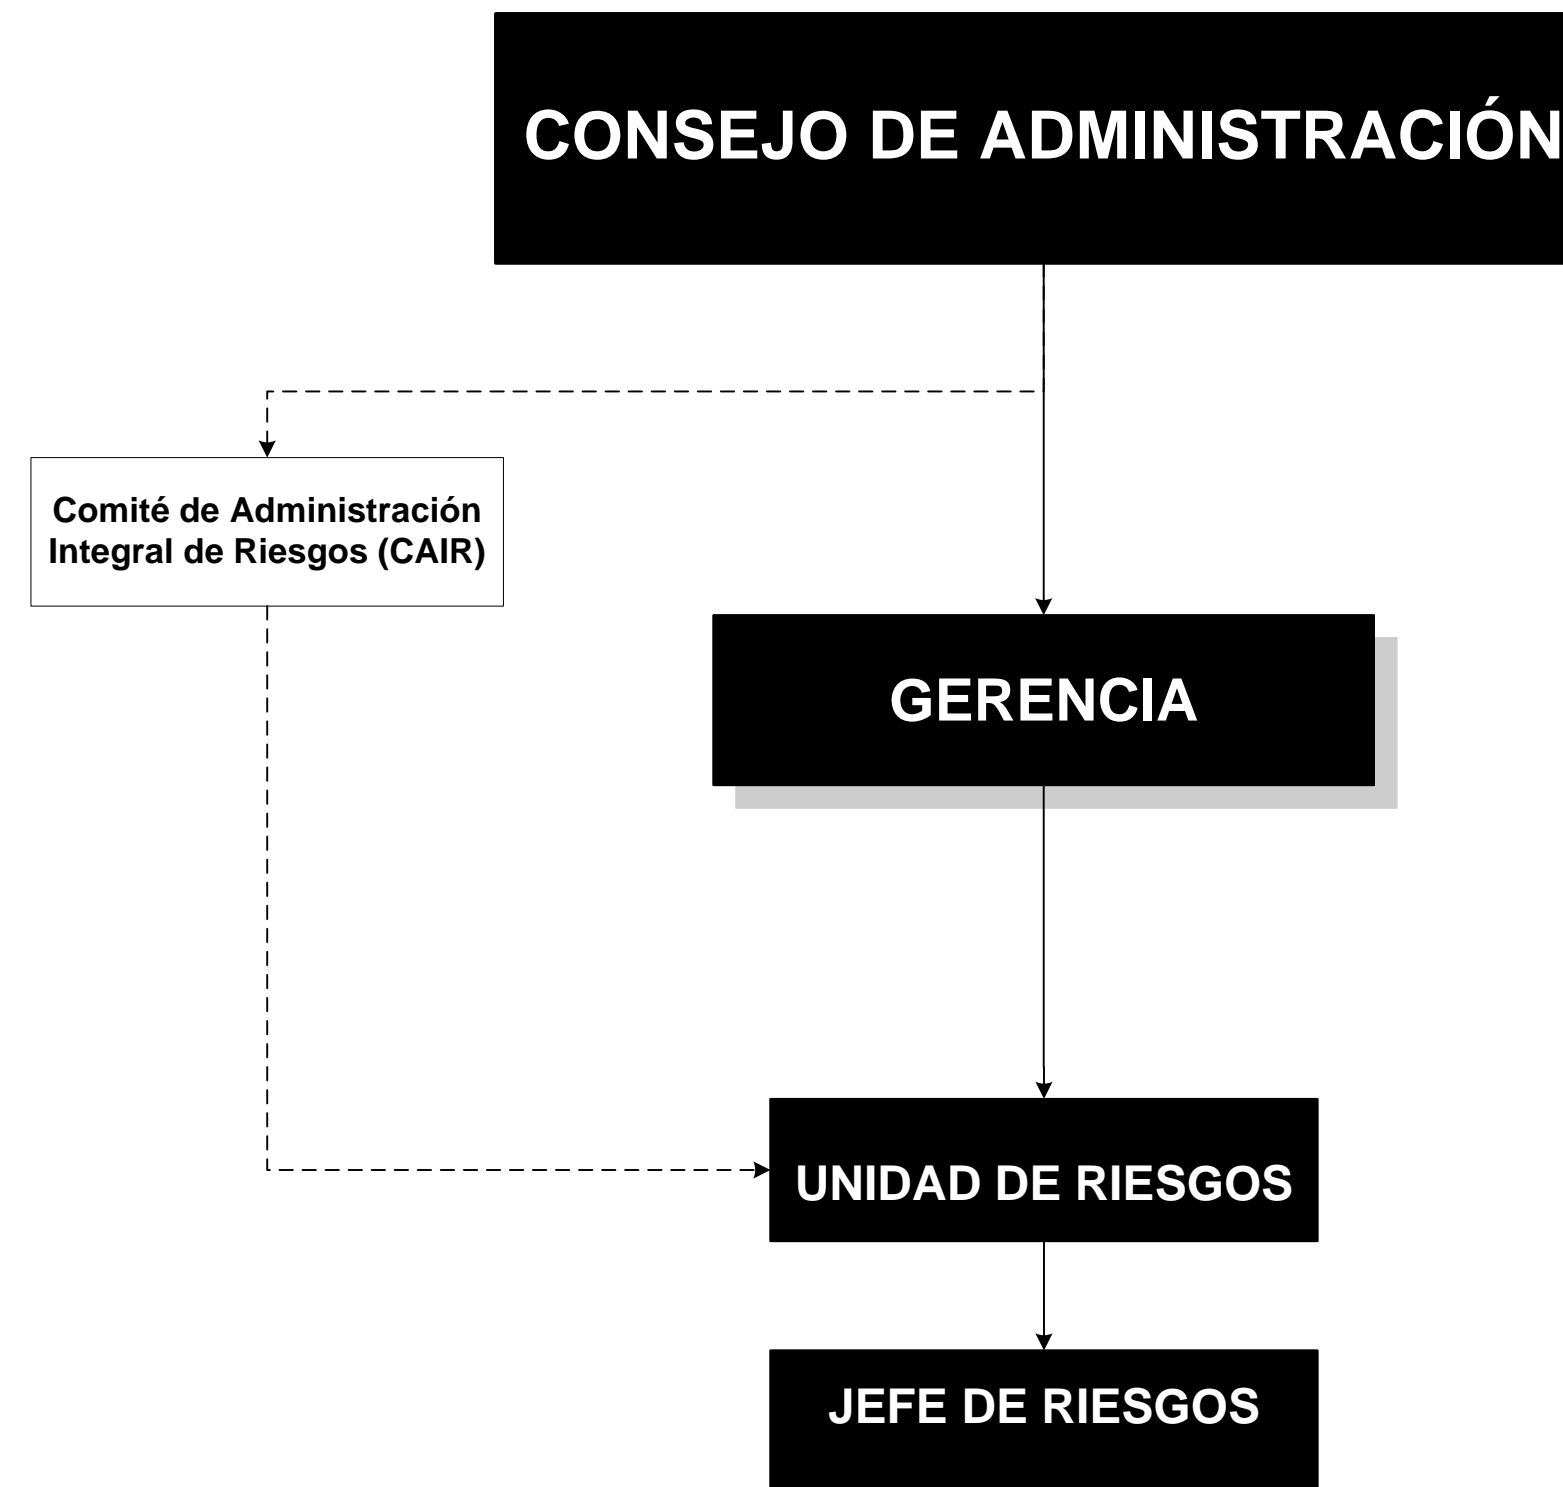 CONSEJO DE ADMINISTRACIÓN
Comité de Administración
Integral de Riesgos (CAIR)
GERENCIA
UNIDAD DE RIESGOS
JEFE DE RIESGOS